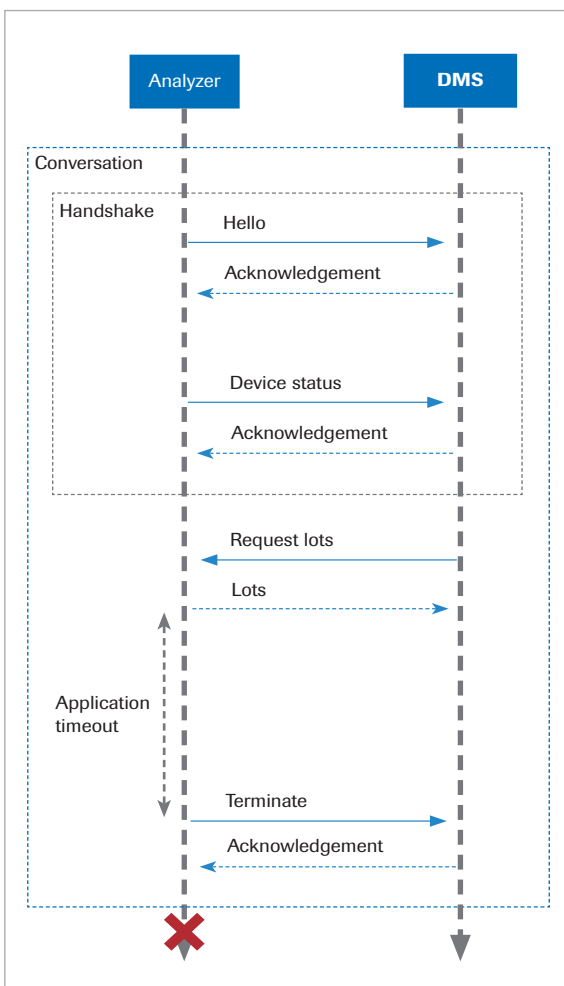 Analyzer
DMS
Conversation
Handshake
Hello
Acknowledgement
Device status
Acknowledgement
Request lots
Lots
Application
timeout
Terminate
Acknowledgement